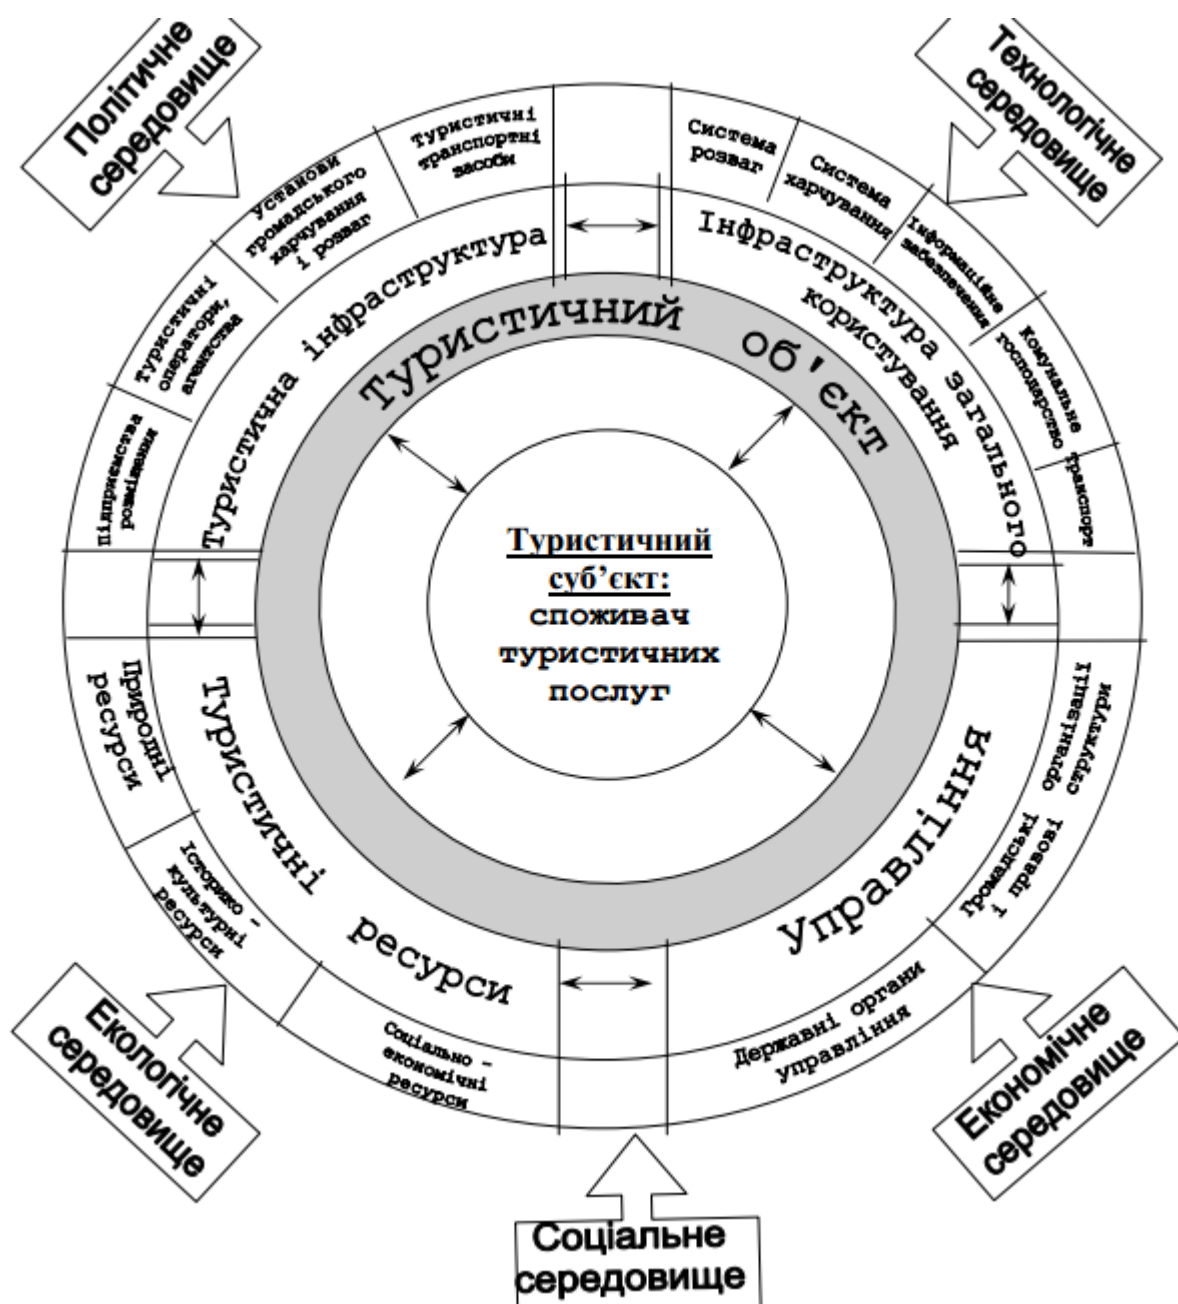 Політичне
середовище
Технологічне
середовище
Туристичні
транспортні
засоби
Система
розваг
Установи
громадського
харчування
і розваг
Система
харчування
Туристичні
оператори,
агентства
Інформаційне
забезпечення
Підприємства
розміщення
Комунальне
господарство
Транспорт
Туристична інфраструктура
Інфраструктура загального
користування
Туристичний об'єкт
Туристичний
суб’єкт:
споживач
туристичних
послуг
Природні
ресурси
Туристичні ресурси
Управління
Громадські організації
і правові структури
Історико -
культурні
ресурси
Соціально -
економічні
ресурси
Державні органи
управління
Екологічне
середовище
Економічне
середовище
Соціальне
середовище